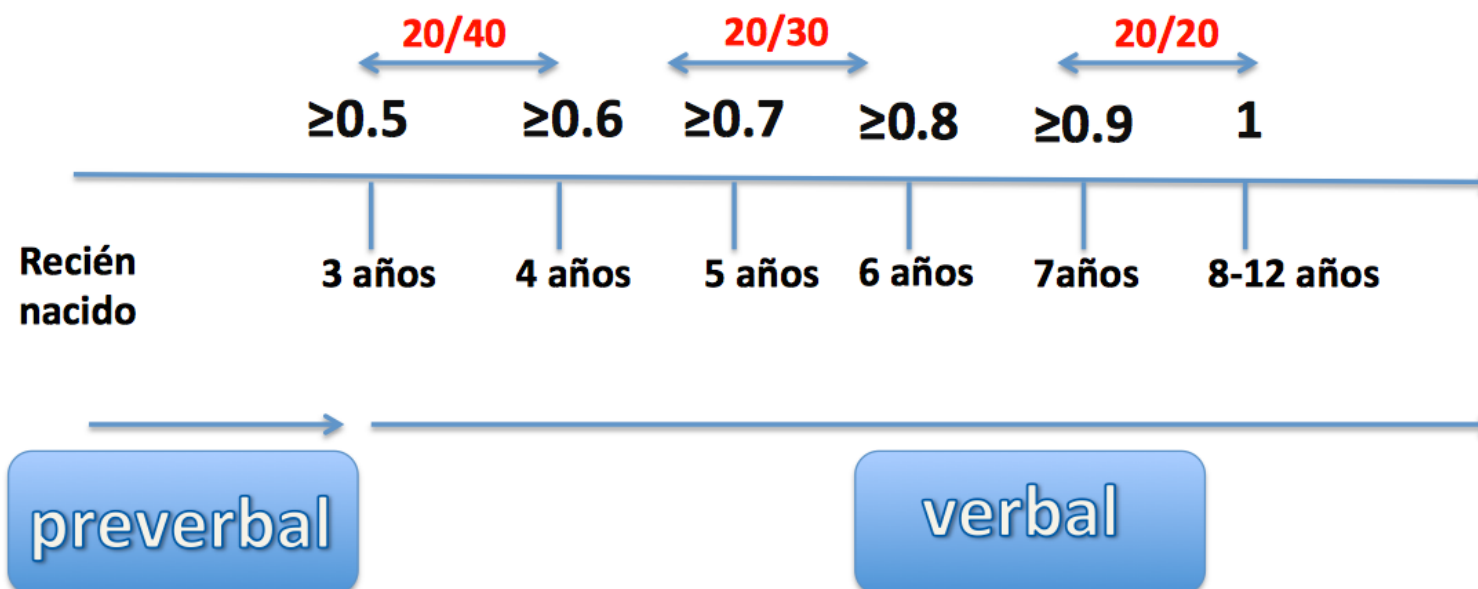 20/40 20/30 20/20
≥0.5 ≥0.6 ≥0.7 ≥0.8 ≥0.9 1
Recién
nacido
3 años 4 años 5 años 6 años 7años 8-12 años
preverbal verbal